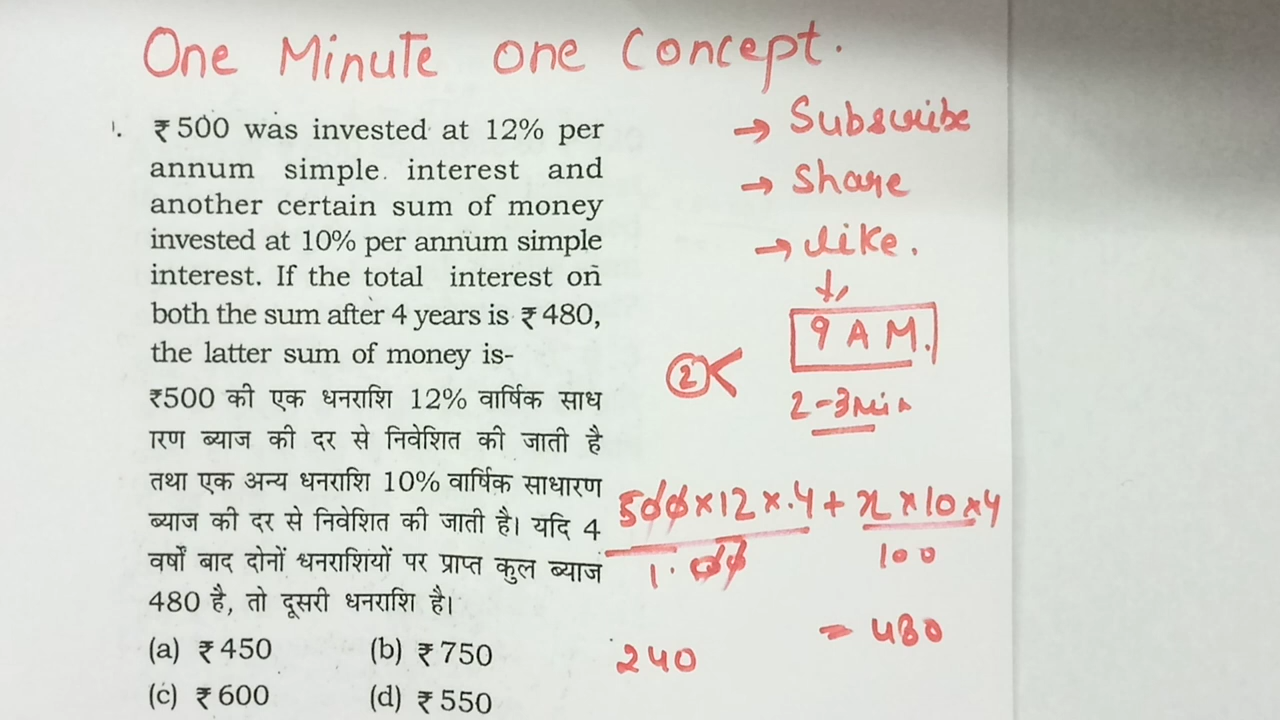 One Minute one Concept.
1. ₹500 was invested at 12% per
annum simple interest and
another certain sum of money
invested at 10% per annum simple
interest. If the total interest on
both the sum after 4 years is ₹480,
the latter sum of money is-
₹500 की एक धनराशि 12% वार्षिक साध
ारण ब्याज की दर से निवेशित की जाती है
तथा एक अन्य धनराशि 10% वार्षिक साधारण
ब्याज की दर से निवेशित की जाती है। यदि 4
वर्षों बाद दोनों धनराशियों पर प्राप्त कुल ब्याज
480 है, तो दूसरी धनराशि है।
(a) ₹450 (b) ₹750
(c) ₹600 (d) ₹550
→ Subscribe
→ Share
→ like.
9 A M.
2
2-3 Min
500×12×4 + x×10×4
1 00 100
= 480
240